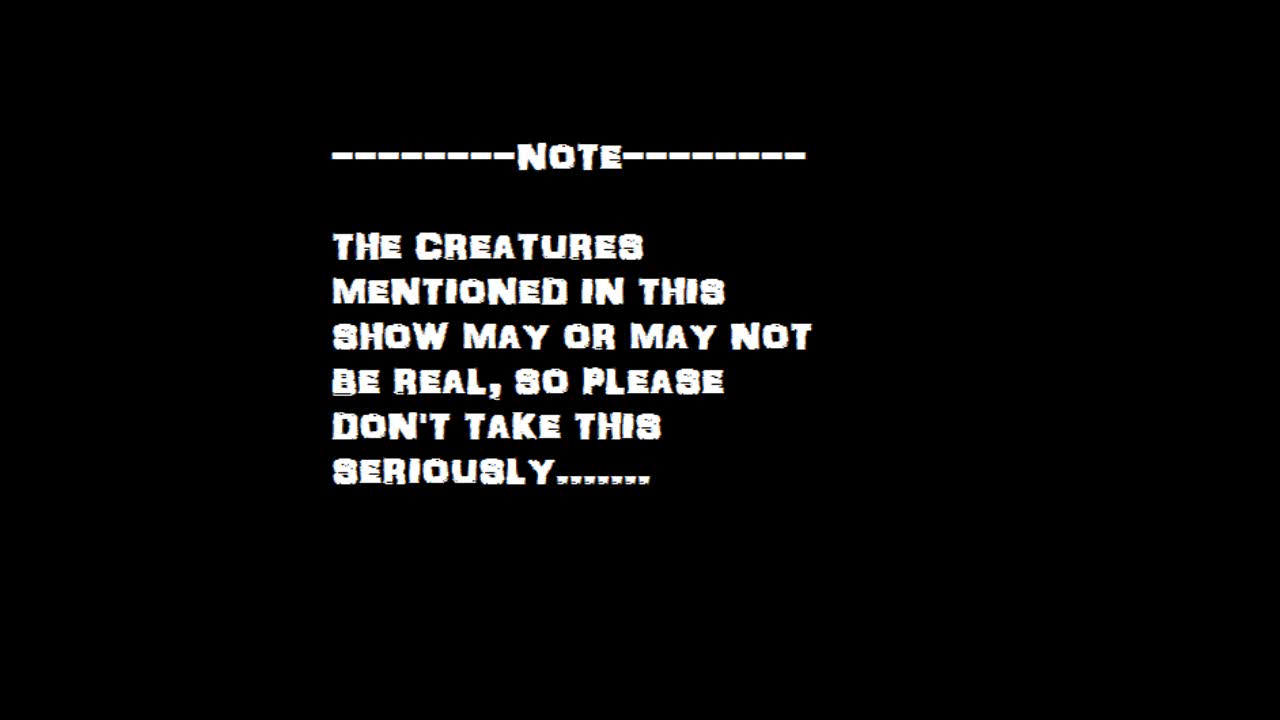 --------NOTE--------
THE CREATURES
MENTIONED IN THIS
SHOW MAY OR MAY NOT
BE REAL, SO PLEASE
DON'T TAKE THIS
SERIOUSLY.......